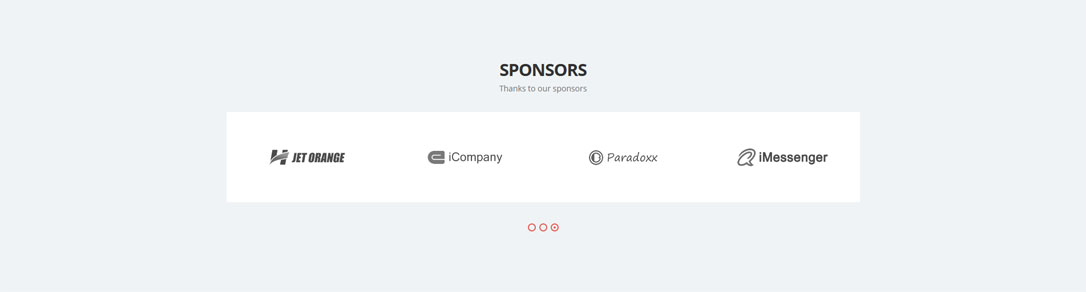 SPONSORS
Thanks to our sponsors
JET ORANGE
iCompany
Paradoxx
iMessenger